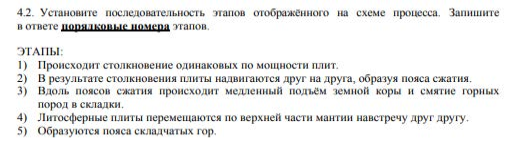 4.2. Установите последовательность этапов отображённого на схеме процесса. Запишите
в ответе порядковые номера этапов.
ЭТАПЫ:
1) Происходит столкновение одинаковых по мощности плит.
2) В результате столкновения плиты надвигаются друг на друга, образуя пояса сжатия.
3) Вдоль поясов сжатия происходит медленный подъём земной коры и смятие горных
пород в складки.
4) Литосферные плиты перемещаются по верхней части мантии навстречу друг другу.
5) Образуются пояса складчатых гор.